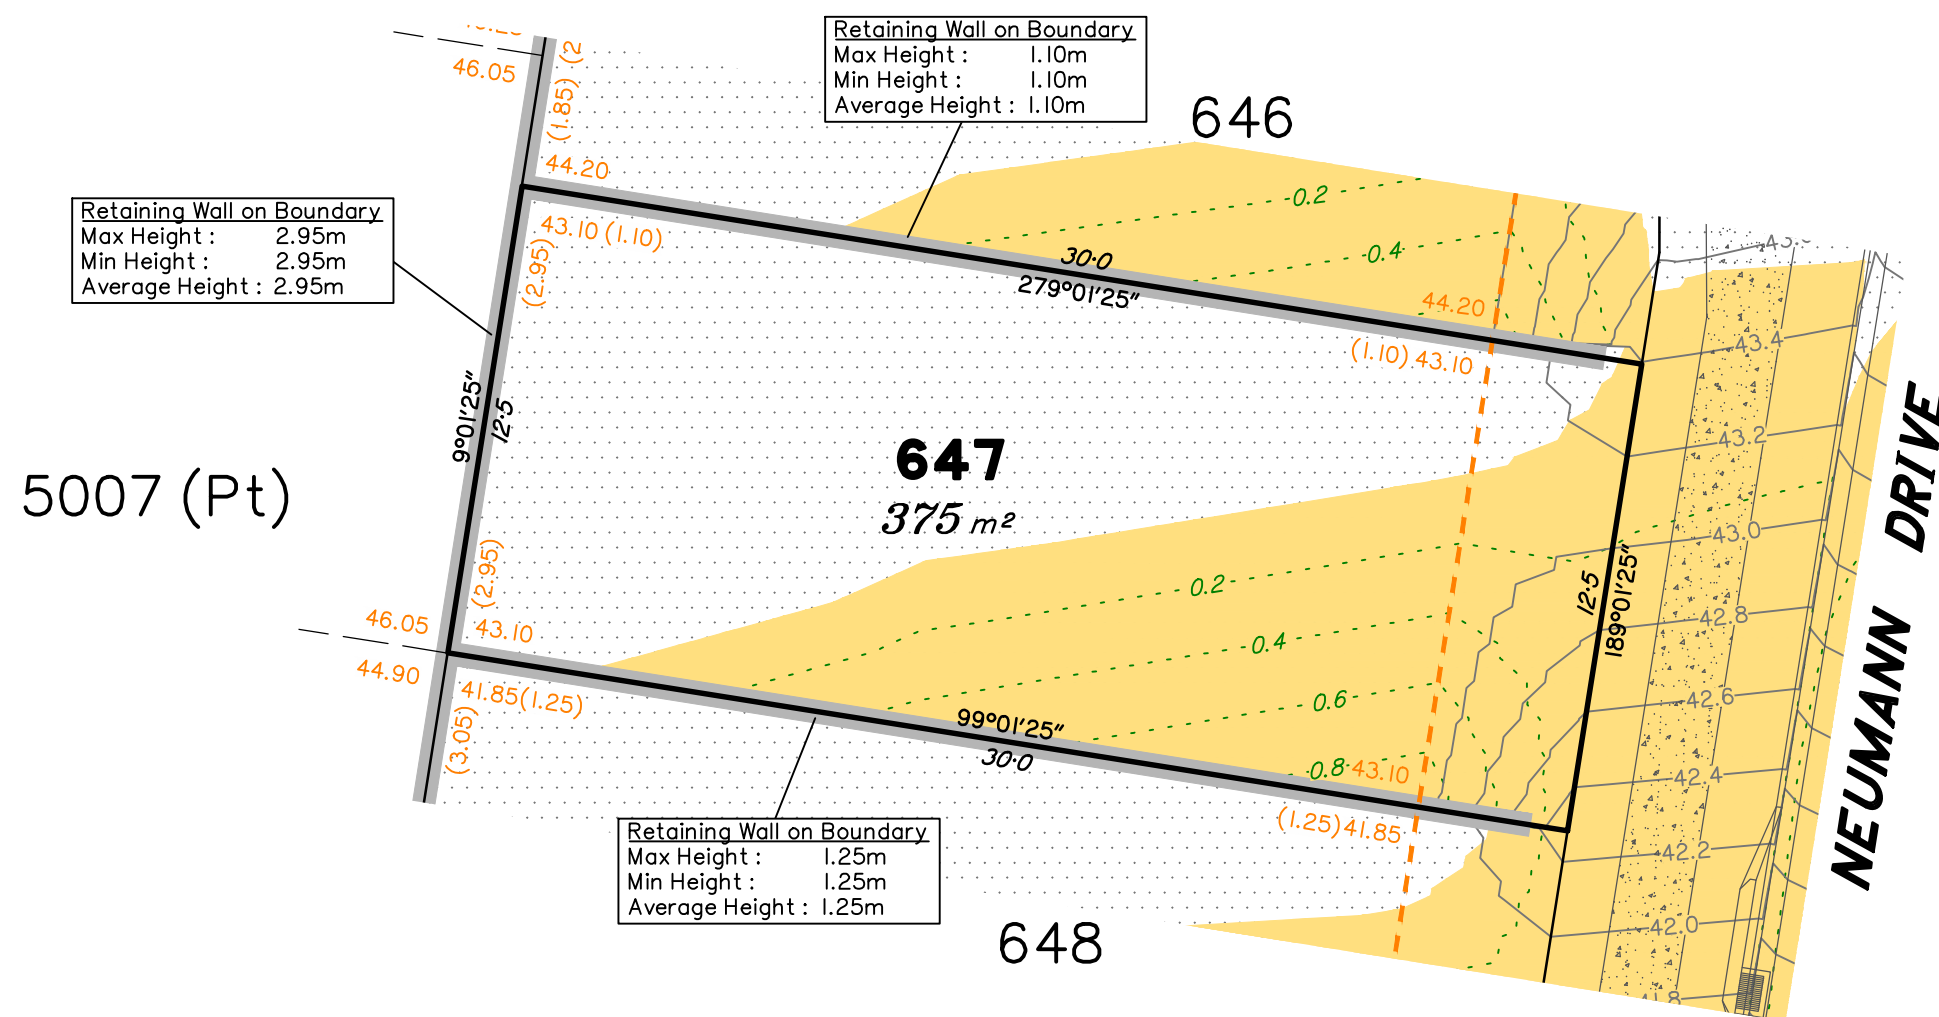 46.05
(1.85)
(2
Retaining Wall on Boundary
Max Height : 1.10m
Min Height : 1.10m
Average Height : 1.10m
646
44.20
43.10 (1.10)
(2.95)
Retaining Wall on Boundary
Max Height : 2.95m
Min Height : 2.95m
Average Height : 2.95m
0.2
0.4
30·0
279°01'25"
44.20
(1.10) 43.10
43.4
43.2
43.0
42.8
42.6
42.4
42.2
42.0
9°01'25"
12·5
647
375 m²
5007 (Pt)
NEUMANN DRIVE
12·5
189°01'25"
0.2
0.4
0.6
0.8
(2.95)
46.05
43.10
44.90
41.85(1.25)
(3.05)
99°01'25"
30·0
43.10
(1.25)41.85
Retaining Wall on Boundary
Max Height : 1.25m
Min Height : 1.25m
Average Height : 1.25m
648